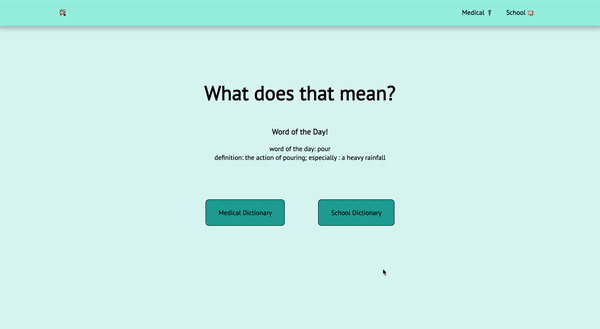 Medical
School
What does that mean?
Word of the Day!
word of the day: pour
definition: the action of pouring; especially : a heavy rainfall
Medical Dictionary
School Dictionary